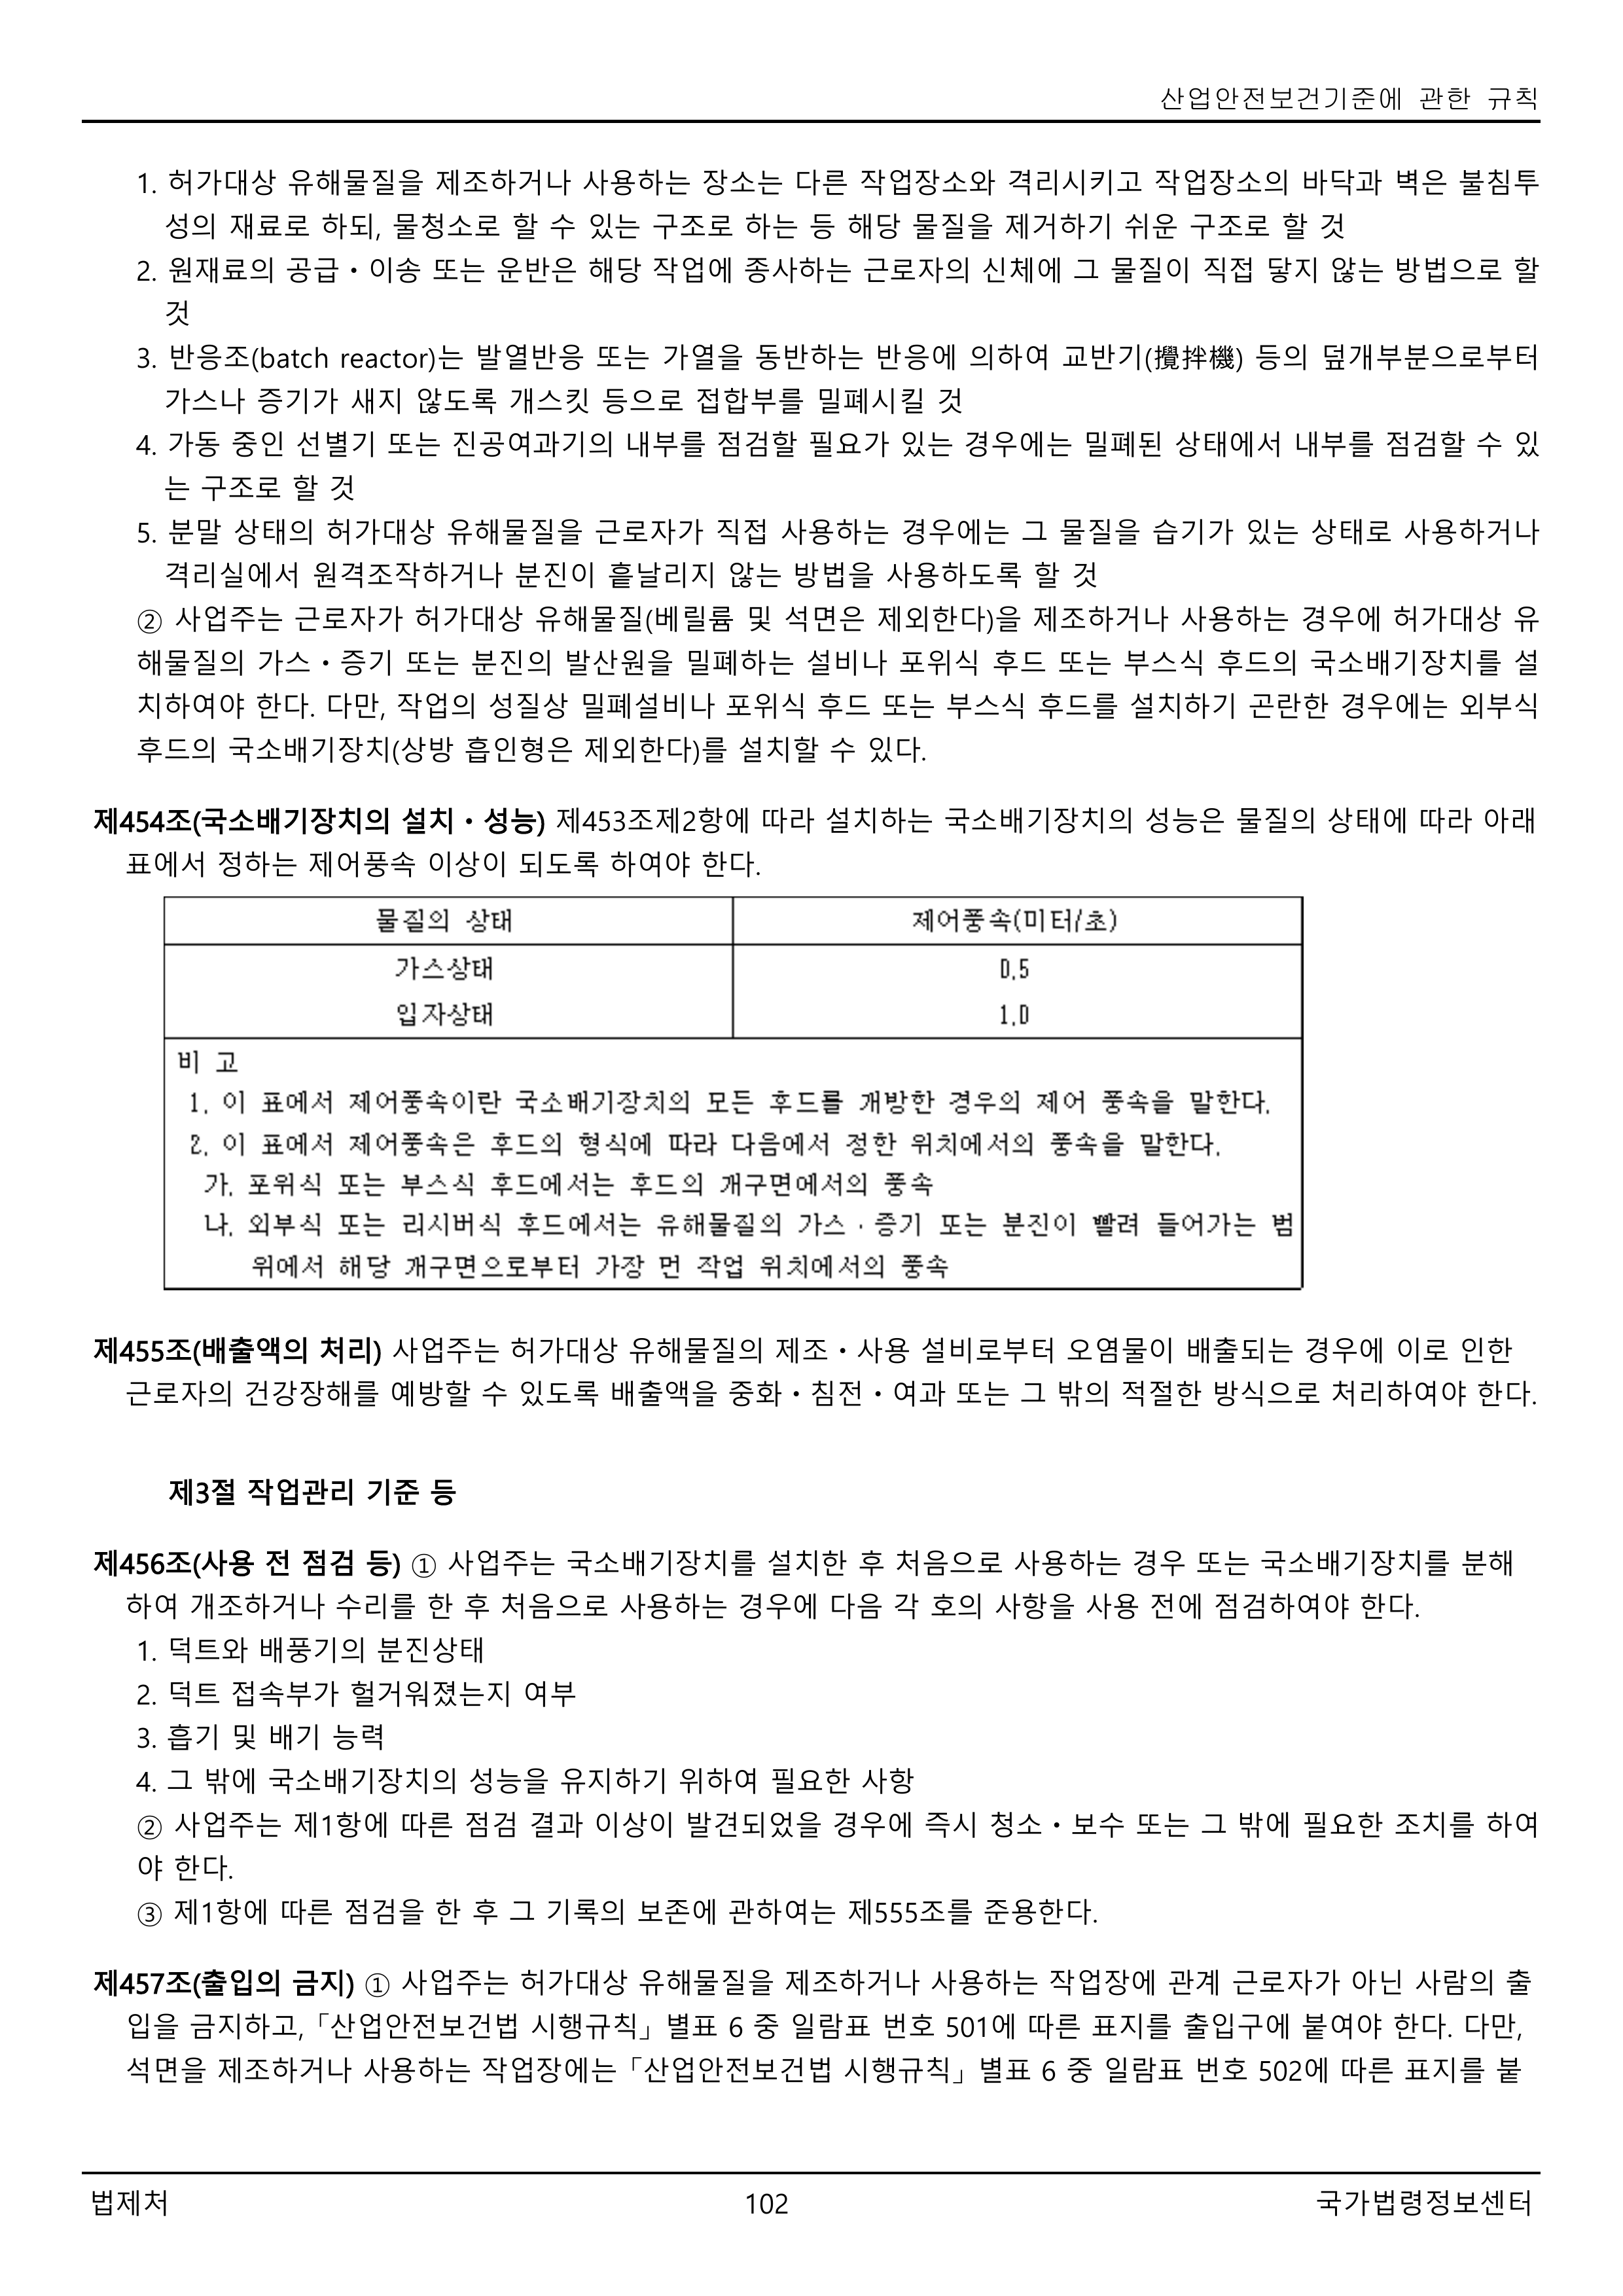 산업안전보건기준에 관한 규칙
1. 허가대상 유해물질을 제조하거나 사용하는 장소는 다른 작업장소와 격리시키고 작업장소의 바닥과 벽은 불침투
성의 재료로 하되, 물청소로 할 수 있는 구조로 하는 등 해당 물질을 제거하기 쉬운 구조로 할 것
2. 원재료의 공급ㆍ이송 또는 운반은 해당 작업에 종사하는 근로자의 신체에 그 물질이 직접 닿지 않는 방법으로 할
것
3. 반응조(batch reactor)는 발열반응 또는 가열을 동반하는 반응에 의하여 교반기(攪拌機) 등의 덮개부분으로부터
가스나 증기가 새지 않도록 개스킷 등으로 접합부를 밀폐시킬 것
4. 가동 중인 선별기 또는 진공여과기의 내부를 점검할 필요가 있는 경우에는 밀폐된 상태에서 내부를 점검할 수 있
는 구조로 할 것
5. 분말 상태의 허가대상 유해물질을 근로자가 직접 사용하는 경우에는 그 물질을 습기가 있는 상태로 사용하거나
격리실에서 원격조작하거나 분진이 흩날리지 않는 방법을 사용하도록 할 것
② 사업주는 근로자가 허가대상 유해물질(베릴륨 및 석면은 제외한다)을 제조하거나 사용하는 경우에 허가대상 유
해물질의 가스ㆍ증기 또는 분진의 발산원을 밀폐하는 설비나 포위식 후드 또는 부스식 후드의 국소배기장치를 설
치하여야 한다. 다만, 작업의 성질상 밀폐설비나 포위식 후드 또는 부스식 후드를 설치하기 곤란한 경우에는 외부식
후드의 국소배기장치(상방 흡인형은 제외한다)를 설치할 수 있다.
제454조(국소배기장치의 설치ㆍ성능) 제453조제2항에 따라 설치하는 국소배기장치의 성능은 물질의 상태에 따라 아래
표에서 정하는 제어풍속 이상이 되도록 하여야 한다.
물질의 상태 제어풍속(미터/초)
가스상태 0.5
입자상태 1.0
비 고
1. 이 표에서 제어풍속이란 국소배기장치의 모든 후드를 개방한 경우의 제어 풍속을 말한다.
2. 이 표에서 제어풍속은 후드의 형식에 따라 다음에서 정한 위치에서의 풍속을 말한다.
가. 포위식 또는 부스식 후드에서는 후드의 개구면에서의 풍속
나. 외부식 또는 리시버식 후드에서는 유해물질의 가스ㆍ증기 또는 분진이 빨려 들어가는 범
위에서 해당 개구면으로부터 가장 먼 작업 위치에서의 풍속
제455조(배출액의 처리) 사업주는 허가대상 유해물질의 제조ㆍ사용 설비로부터 오염물이 배출되는 경우에 이로 인한
근로자의 건강장해를 예방할 수 있도록 배출액을 중화ㆍ침전ㆍ여과 또는 그 밖의 적절한 방식으로 처리하여야 한다.
제3절 작업관리 기준 등
제456조(사용 전 점검 등) ① 사업주는 국소배기장치를 설치한 후 처음으로 사용하는 경우 또는 국소배기장치를 분해
하여 개조하거나 수리를 한 후 처음으로 사용하는 경우에 다음 각 호의 사항을 사용 전에 점검하여야 한다.
1. 덕트와 배풍기의 분진상태
2. 덕트 접속부가 헐거워졌는지 여부
3. 흡기 및 배기 능력
4. 그 밖에 국소배기장치의 성능을 유지하기 위하여 필요한 사항
② 사업주는 제1항에 따른 점검 결과 이상이 발견되었을 경우에 즉시 청소ㆍ보수 또는 그 밖에 필요한 조치를 하여
야 한다.
③ 제1항에 따른 점검을 한 후 그 기록의 보존에 관하여는 제555조를 준용한다.
제457조(출입의 금지) ① 사업주는 허가대상 유해물질을 제조하거나 사용하는 작업장에 관계 근로자가 아닌 사람의 출
입을 금지하고, 「산업안전보건법 시행규칙」 별표 6 중 일람표 번호 501에 따른 표지를 출입구에 붙여야 한다. 다만,
석면을 제조하거나 사용하는 작업장에는 「산업안전보건법 시행규칙」 별표 6 중 일람표 번호 502에 따른 표지를 붙
법제처 102 국가법령정보센터